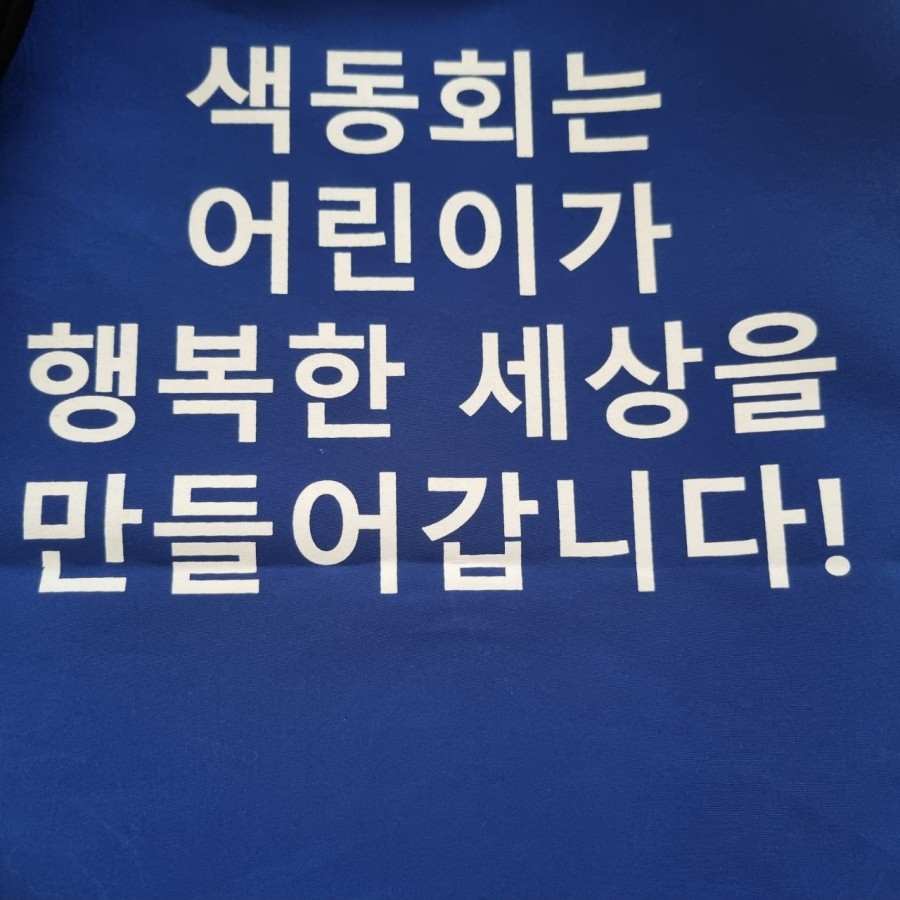 색동회는
어린이가
행복한 세상을
만들어갑니다!